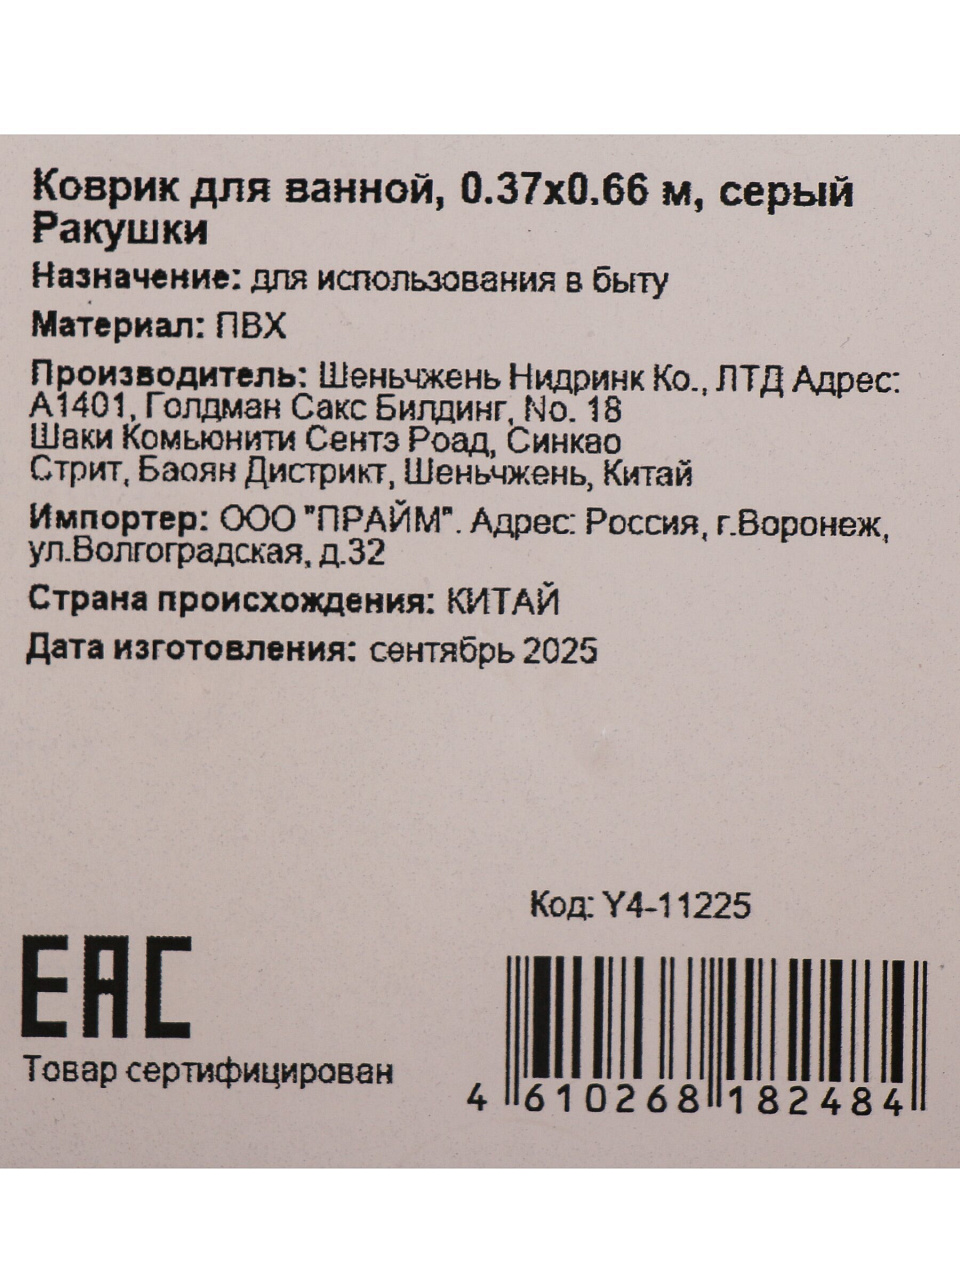 Коврик для ванной, 0.37х0.66 м, серый
Ракушки
Назначение: для использования в быту
Материал: ПВХ
Производитель: Шеньчжень Нидринк Ко., ЛТД Адрес:
А1401, Голдман Сакс Билдинг, No. 18
Шаки Комьюнити Сентэ Роад, Синкао
Стрит, Баоян Дистрикт, Шеньчжень, Китай
Импортер: ООО "ПРАЙМ". Адрес: Россия, г.Воронеж,
ул.Волгоградская, д.32
Страна происхождения: КИТАЙ
Дата изготовления: сентябрь 2025
Код: Y4-11225
EAC
Товар сертифицирован
4 610268 182484